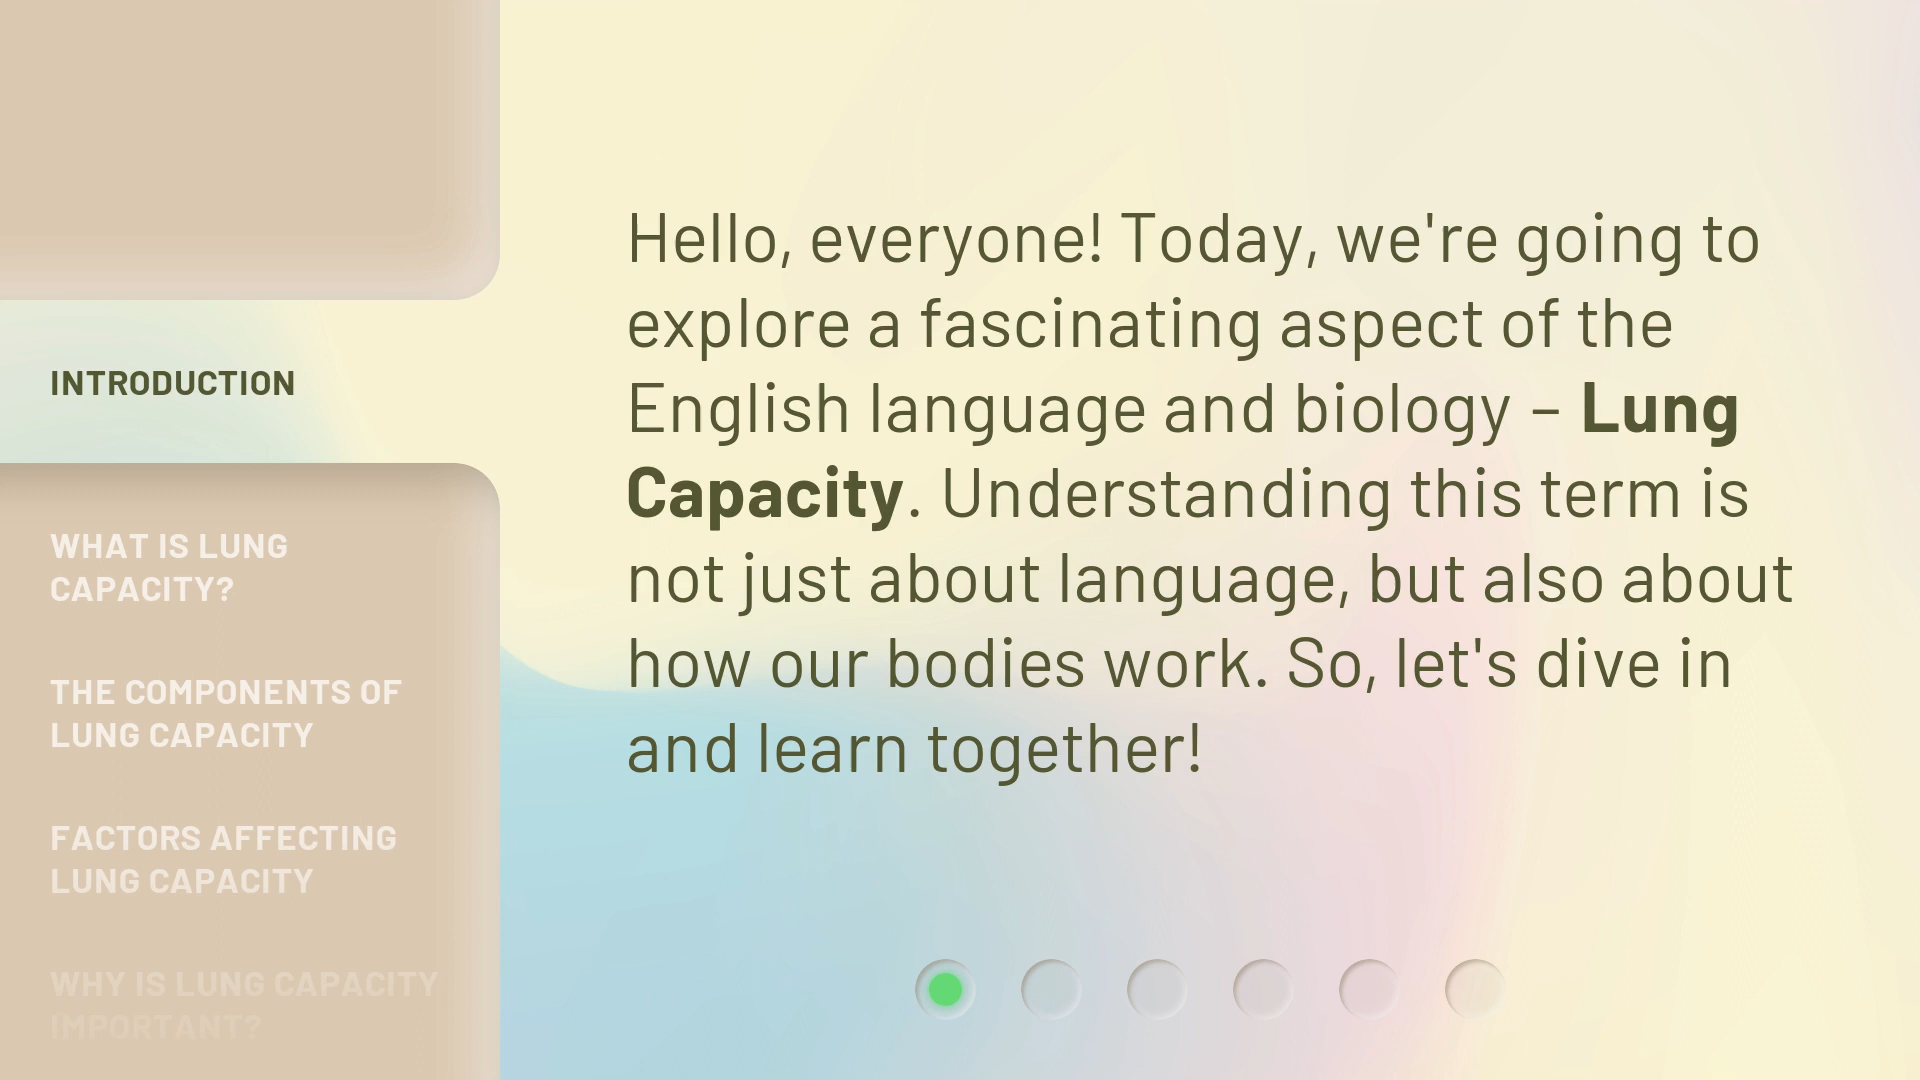 INTRODUCTION
WHAT IS LUNG
CAPACITY?
THE COMPONENTS OF
LUNG CAPACITY
FACTORS AFFECTING
LUNG CAPACITY
WHY IS LUNG CAPACITY
IMPORTANT?
Hello, everyone! Today, we're going to
explore a fascinating aspect of the
English language and biology – Lung
Capacity. Understanding this term is
not just about language, but also about
how our bodies work. So, let's dive in
and learn together!